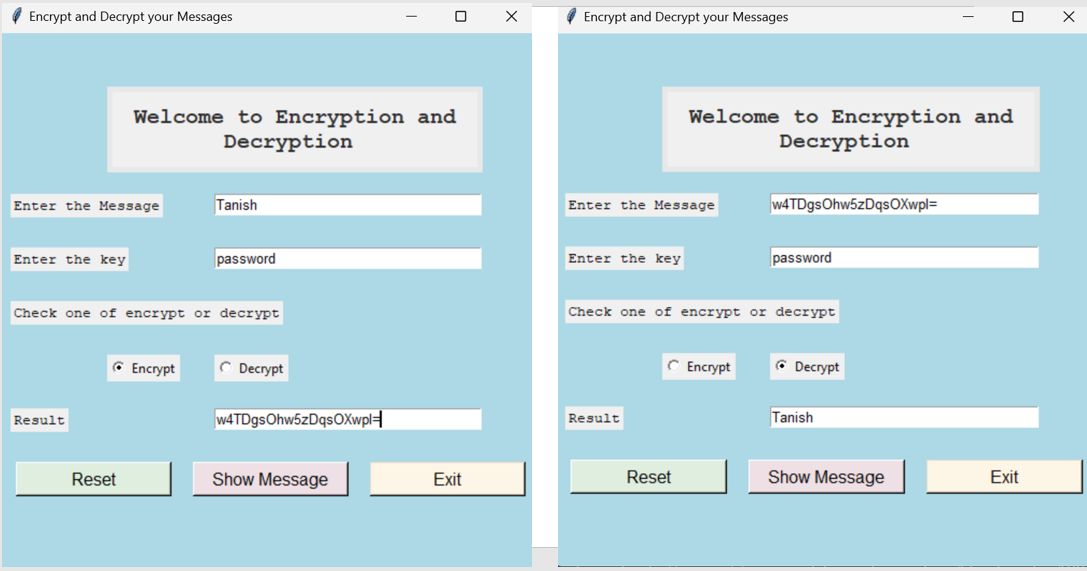 Encrypt and Decrypt your Messages
Welcome to Encryption and
Decryption
Enter the Message
Tanish
Enter the key
password
Check one of encrypt or decrypt
Encrypt
Decrypt
Result
w4TDgsOhw5zDqsOXwpI=
Reset
Show Message
Exit
Encrypt and Decrypt your Messages
Welcome to Encryption and
Decryption
Enter the Message
w4TDgsOhw5zDqsOXwpI=
Enter the key
password
Check one of encrypt or decrypt
Encrypt
Decrypt
Result
Tanish
Reset
Show Message
Exit